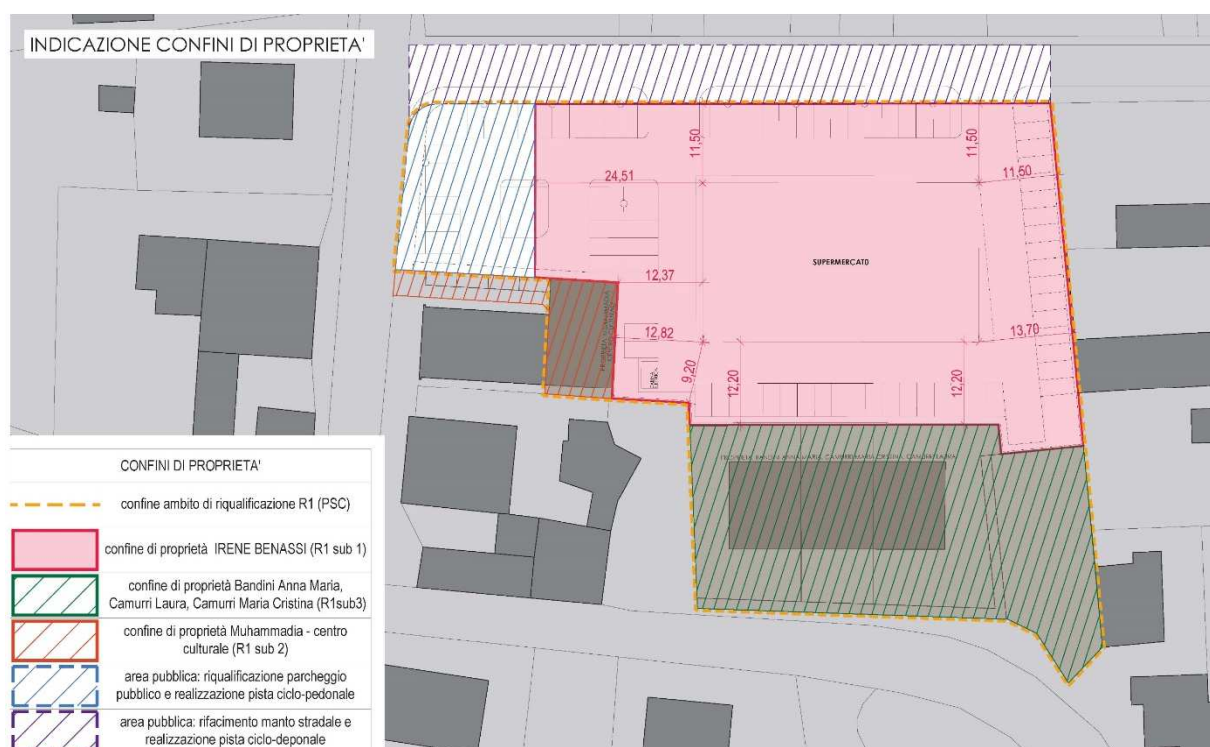 INDICAZIONE CONFINI DI PROPRIETA'
11,50
11,50
24,51
11,50
SUPERMERCATO
12,37
12,82
13,70
9,20
12,20
12,20
CONFINI DI PROPRIETA'
confine ambito di riqualificazione R1 (PSC)
confine di proprietà IRENE BENASSI (R1 sub 1)
confine di proprietà Bandini Anna Maria,
Camurri Laura, Camurri Maria Cristina (R1sub3)
confine di proprietà Muhammadia - centro
culturale (R1 sub 2)
area pubblica: riqualificazione parcheggio
pubblico e realizzazione pista ciclo-pedonale
area pubblica: rifacimento manto stradale e
realizzazione pista ciclo-deponale